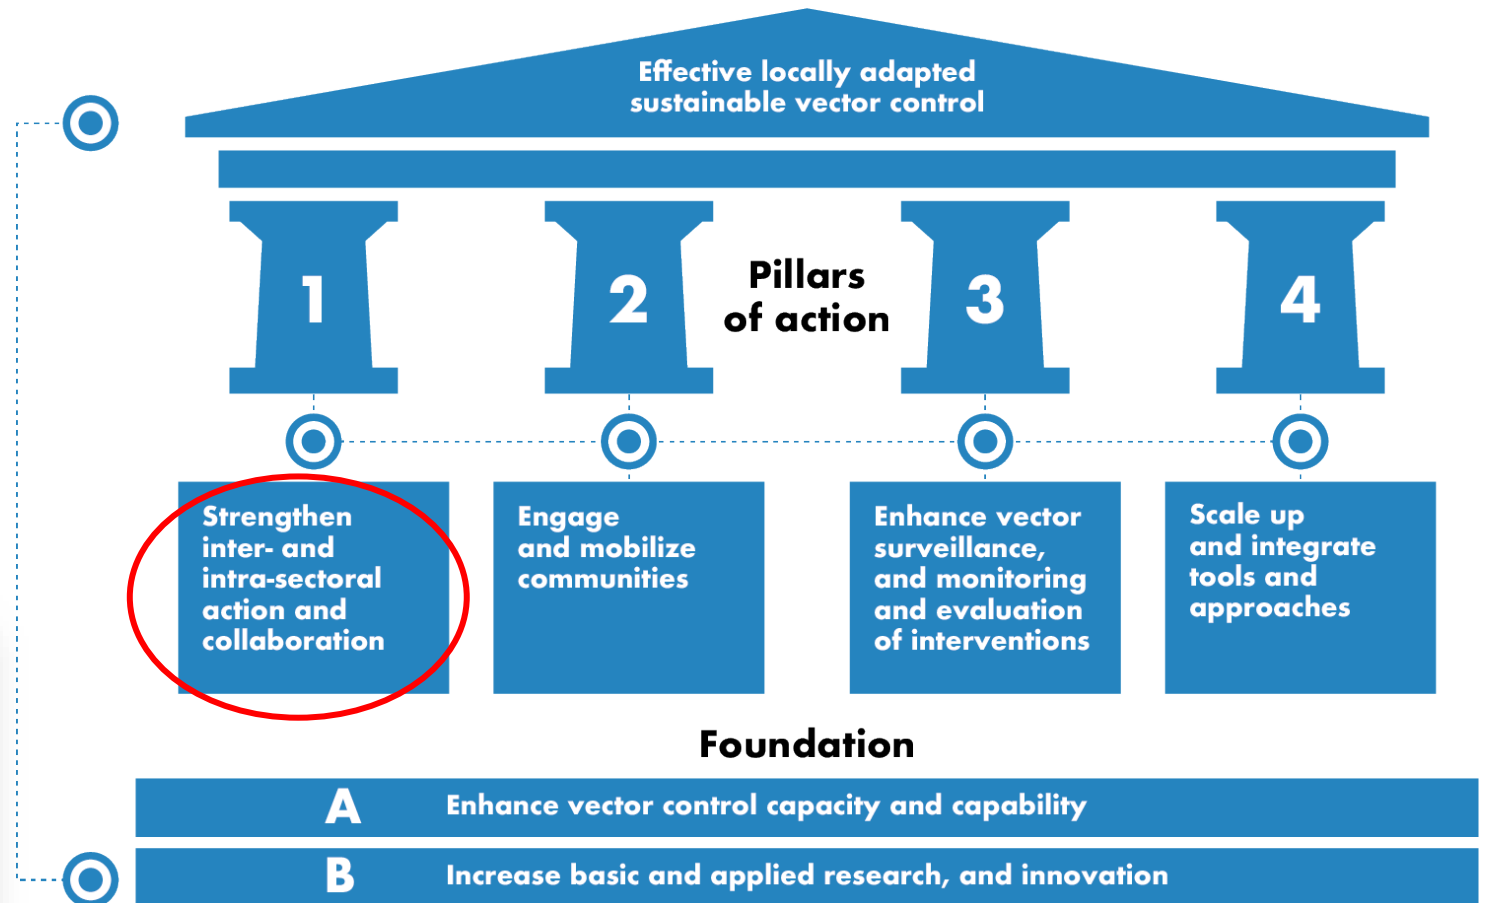 Effective locally adapted
sustainable vector control
1
2
Pillars
of action
3
4
Strengthen
inter- and
intra-sectoral
action and
collaboration
Engage
and mobilize
communities
Enhance vector
surveillance,
and monitoring
and evaluation
of interventions
Scale up
and integrate
tools and
approaches
Foundation
A Enhance vector control capacity and capability
B Increase basic and applied research, and innovation